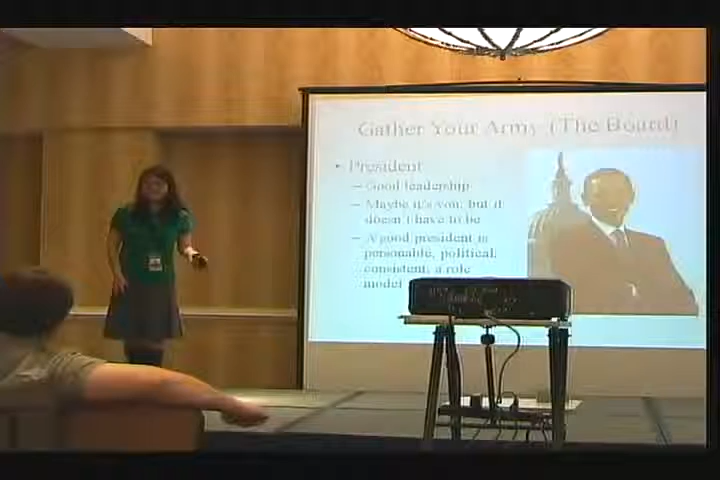 Gather Your Army (The Board)
• President
– Good leadership
– Maybe it's you, but it
doesn't have to be
– A good president is
personable, political,
consistent, a role
model